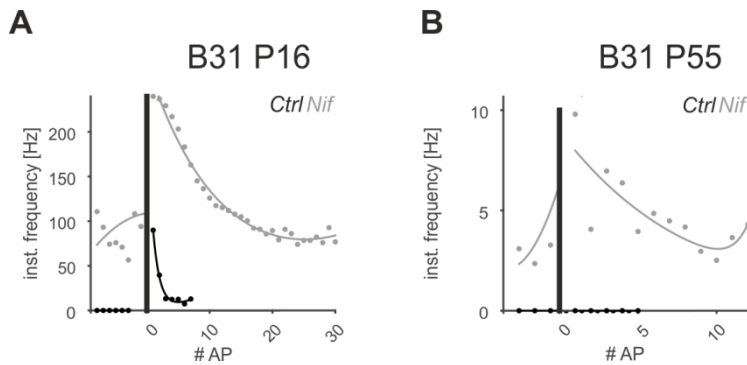 A
B31 P16
Ctrl Nif
inst. frequency [Hz]
200
150
100
50
0
0
10
20
30
# AP
B
B31 P55
Ctrl Nif
inst. frequency [Hz]
10
5
0
0
5
10
# AP